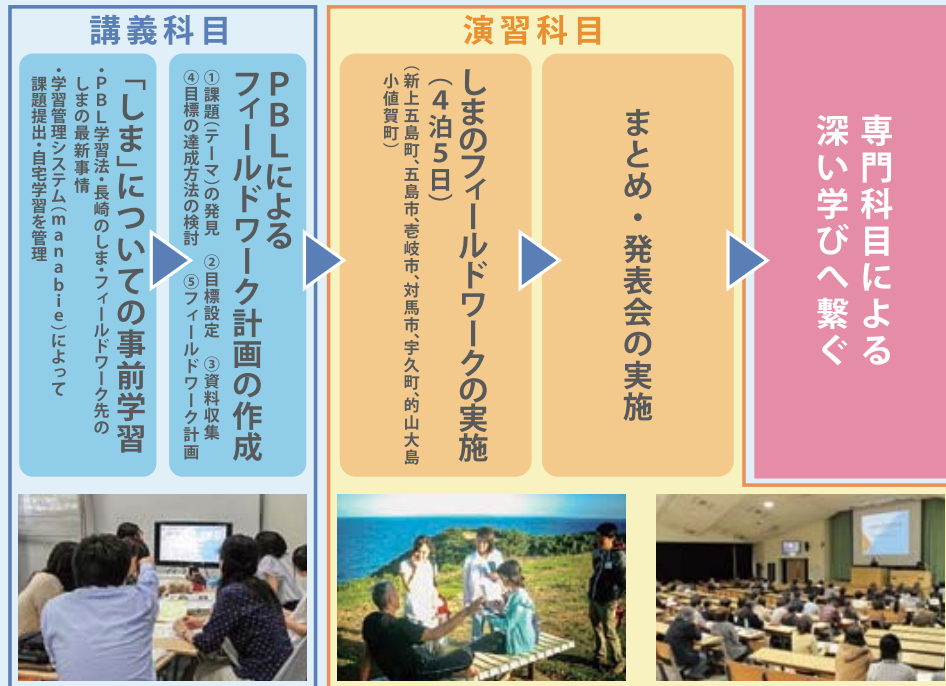 講義科目
「しま」についての事前学習
・PBL学習法・長崎のしま・フィールドワーク先の
しまの最新事情
・学習管理システム(manabie)によって
課題提出・自宅学習を管理
PBLによる
フィールドワーク計画の作成
①課題(テーマ)の発見 ②目標設定 ③資料収集
④目標の達成方法の検討 ⑤フィールドワーク計画
演習科目
しまのフィールドワークの実施
(4泊5日)
(新上五島町、五島市、壱岐市、対馬市、宇久町、的山大島
小値賀町)
まとめ・発表会の実施
専門科目による
深い学びへ繋ぐ